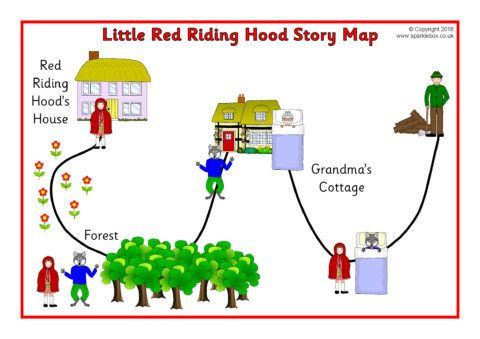 Little Red Riding Hood Story Map
© Copyright 2018
www.sparklebox.co.uk
Red
Riding
Hood's
House
Grandma's
Cottage
Forest